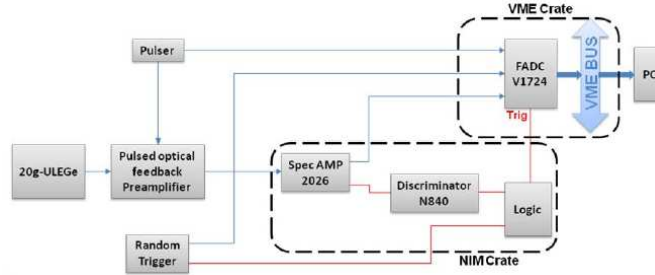 VME Crate
Pulser
FADC
V1724
VME BUS
PC
Trig
20g-ULEGe
Pulsed optical
feedback
Preamplifier
Spec AMP
2026
Discriminator
N840
Logic
Random
Trigger
NIM Crate